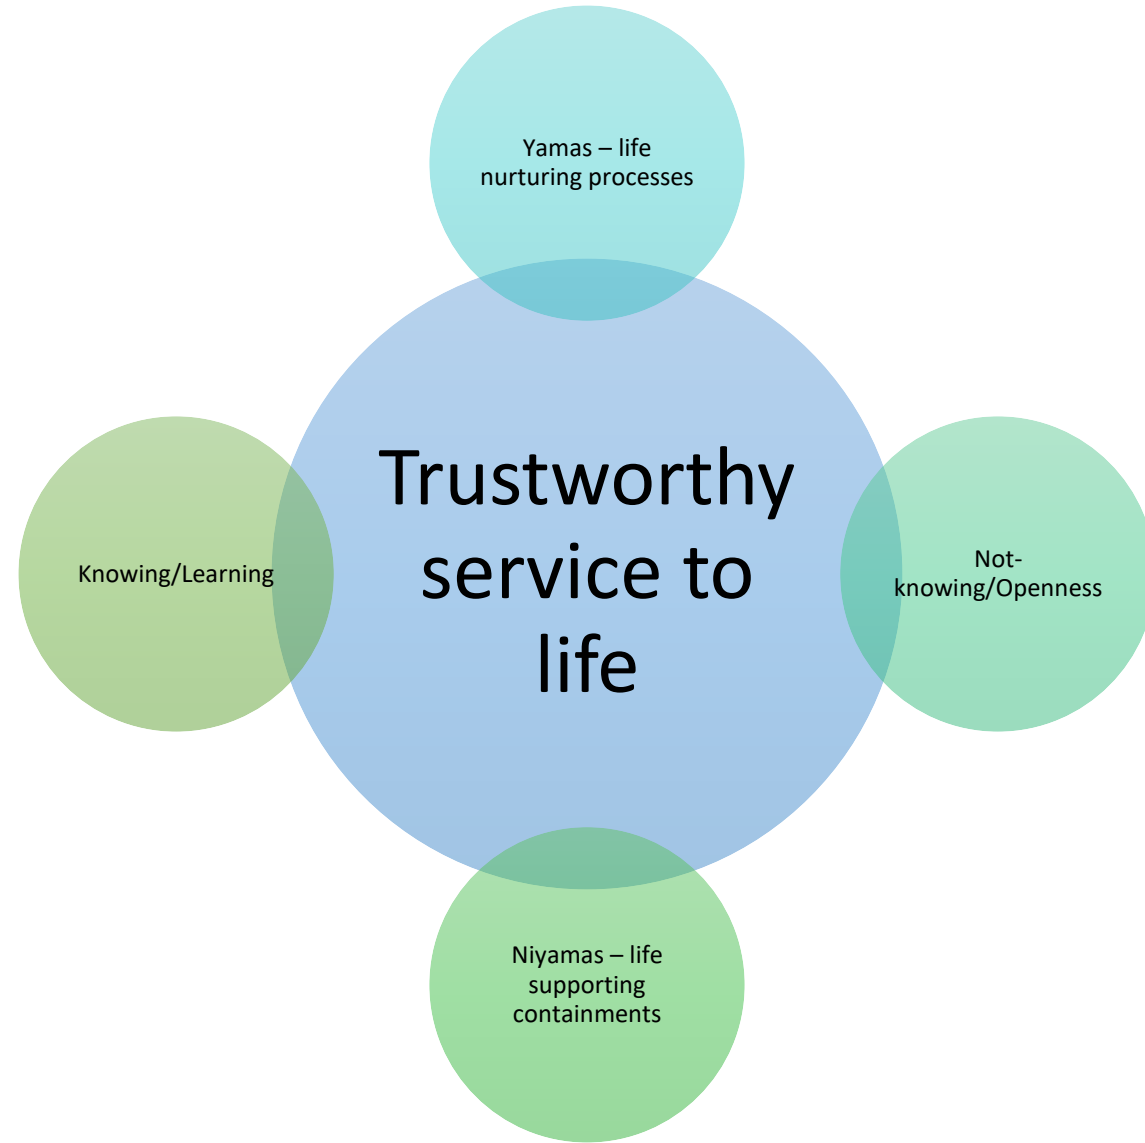 Yamas – life
nurturing processes
Trustworthy
service to
life
Knowing/Learning
Not-
knowing/Openness
Niyamas – life
supporting
containments